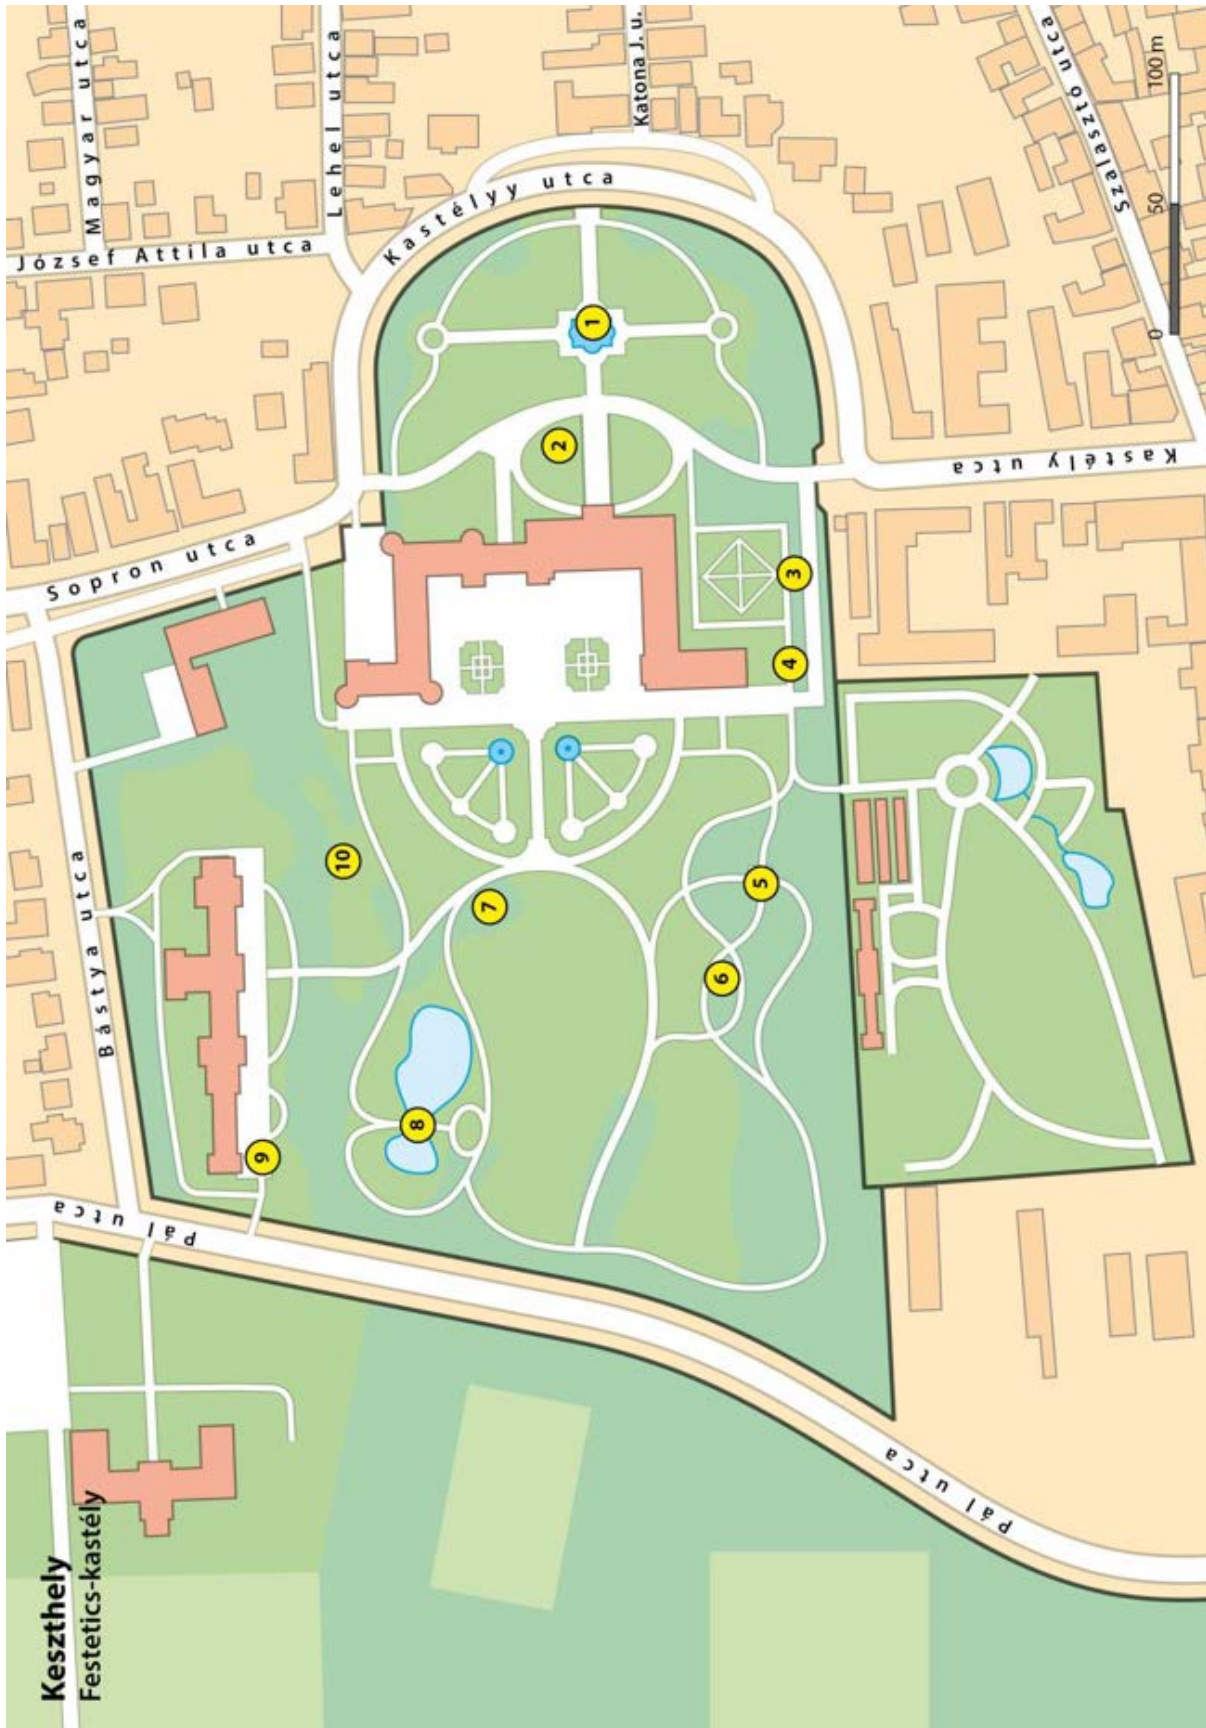 Keszthely
Festetics-kastély
pál utca
Bástya utca
Sopron utca
József Attila utca
Magyar utca
Lehel utca
Kastélyy utca
Katona J. u.
9
10
8
7
2
1
6
5
4
3
pál utca
Kastély utca
Szalasztó utca
0 50 100 m